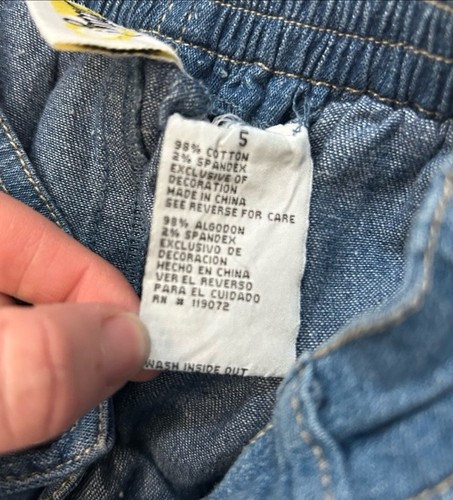 S
98% COTTON
2% SPANDEX
EXCLUSIVE OF
DECORATION
MADE IN CHINA
SEE REVERSE FOR CARE
98% ALGODON
2% SPANDEX
EXCLUSIVO DE
DECORACION
HECHO EN CHINA
VER EL REVERSO
PARA EL CUIDADO
RN # 119072
WASH INSIDE OUT